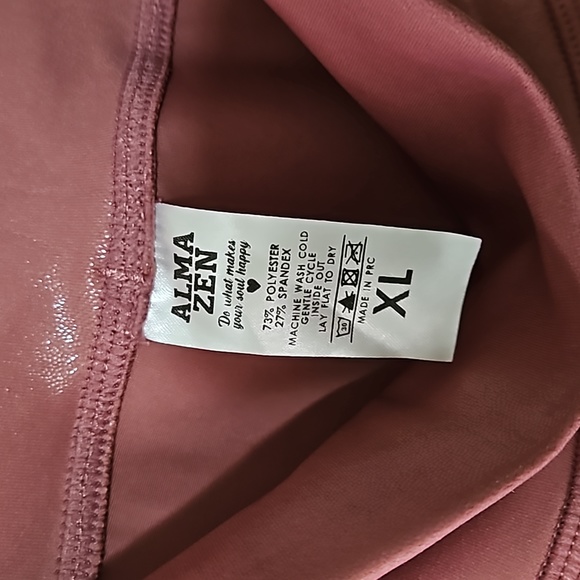 ALMA
ZEN
Do what makes
your soul happy
73% POLYESTER
27% SPANDEX
MACHINE WASH COLD
GENTLE CYCLE
INSIDE OUT
LAY FLAT TO DRY
30
MADE IN PRC
XL